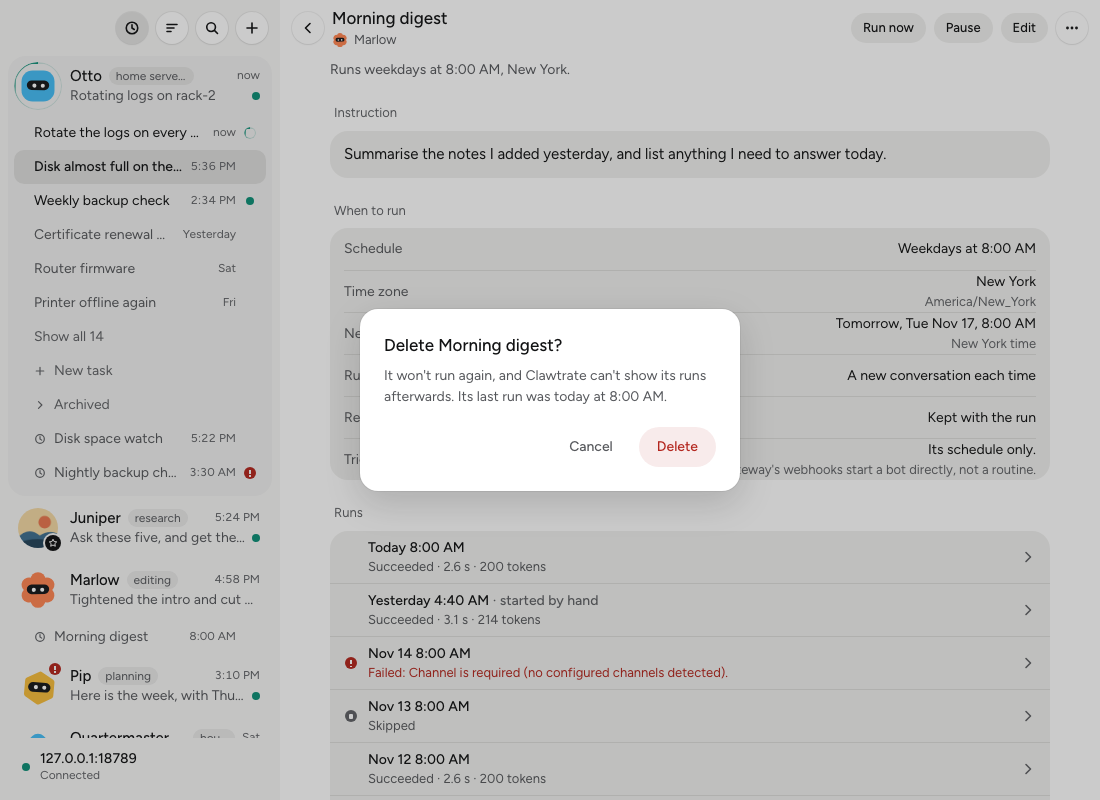 Otto home serve... now
Rotating logs on rack-2
Rotate the logs on every ... now
Disk almost full on the... 5:36 PM
Weekly backup check 2:34 PM
Certificate renewal ... Yesterday
Router firmware Sat
Printer offline again Fri
Show all 14
New task
Archived
Disk space watch 5:22 PM
Nightly backup ch... 3:30 AM
Juniper research 5:24 PM
Ask these five, and get the...
Marlow editing 4:58 PM
Tightened the intro and cut ...
Morning digest 8:00 AM
Pip planning 3:10 PM
Here is the week, with Thu...
Quartermaster Sat
127.0.0.1:18789
Connected
Morning digest
Marlow
Run now Pause Edit
Runs weekdays at 8:00 AM, New York.
Instruction
Summarise the notes I added yesterday, and list anything I need to answer today.
When to run
Schedule Weekdays at 8:00 AM
Time zone New York
America/New_York
Ne Tomorrow, Tue Nov 17, 8:00 AM
New York time
Ru A new conversation each time
Re Kept with the run
Tri Its schedule only.
eway's webhooks start a bot directly, not a routine.
Delete Morning digest?
It won't run again, and Clawtrate can't show its runs
afterwards. Its last run was today at 8:00 AM.
Cancel Delete
Runs
Today 8:00 AM
Succeeded · 2.6 s · 200 tokens
Yesterday 4:40 AM · started by hand
Succeeded · 3.1 s · 214 tokens
Nov 14 8:00 AM
Failed: Channel is required (no configured channels detected).
Nov 13 8:00 AM
Skipped
Nov 12 8:00 AM
Succeeded · 2.6 s · 200 tokens